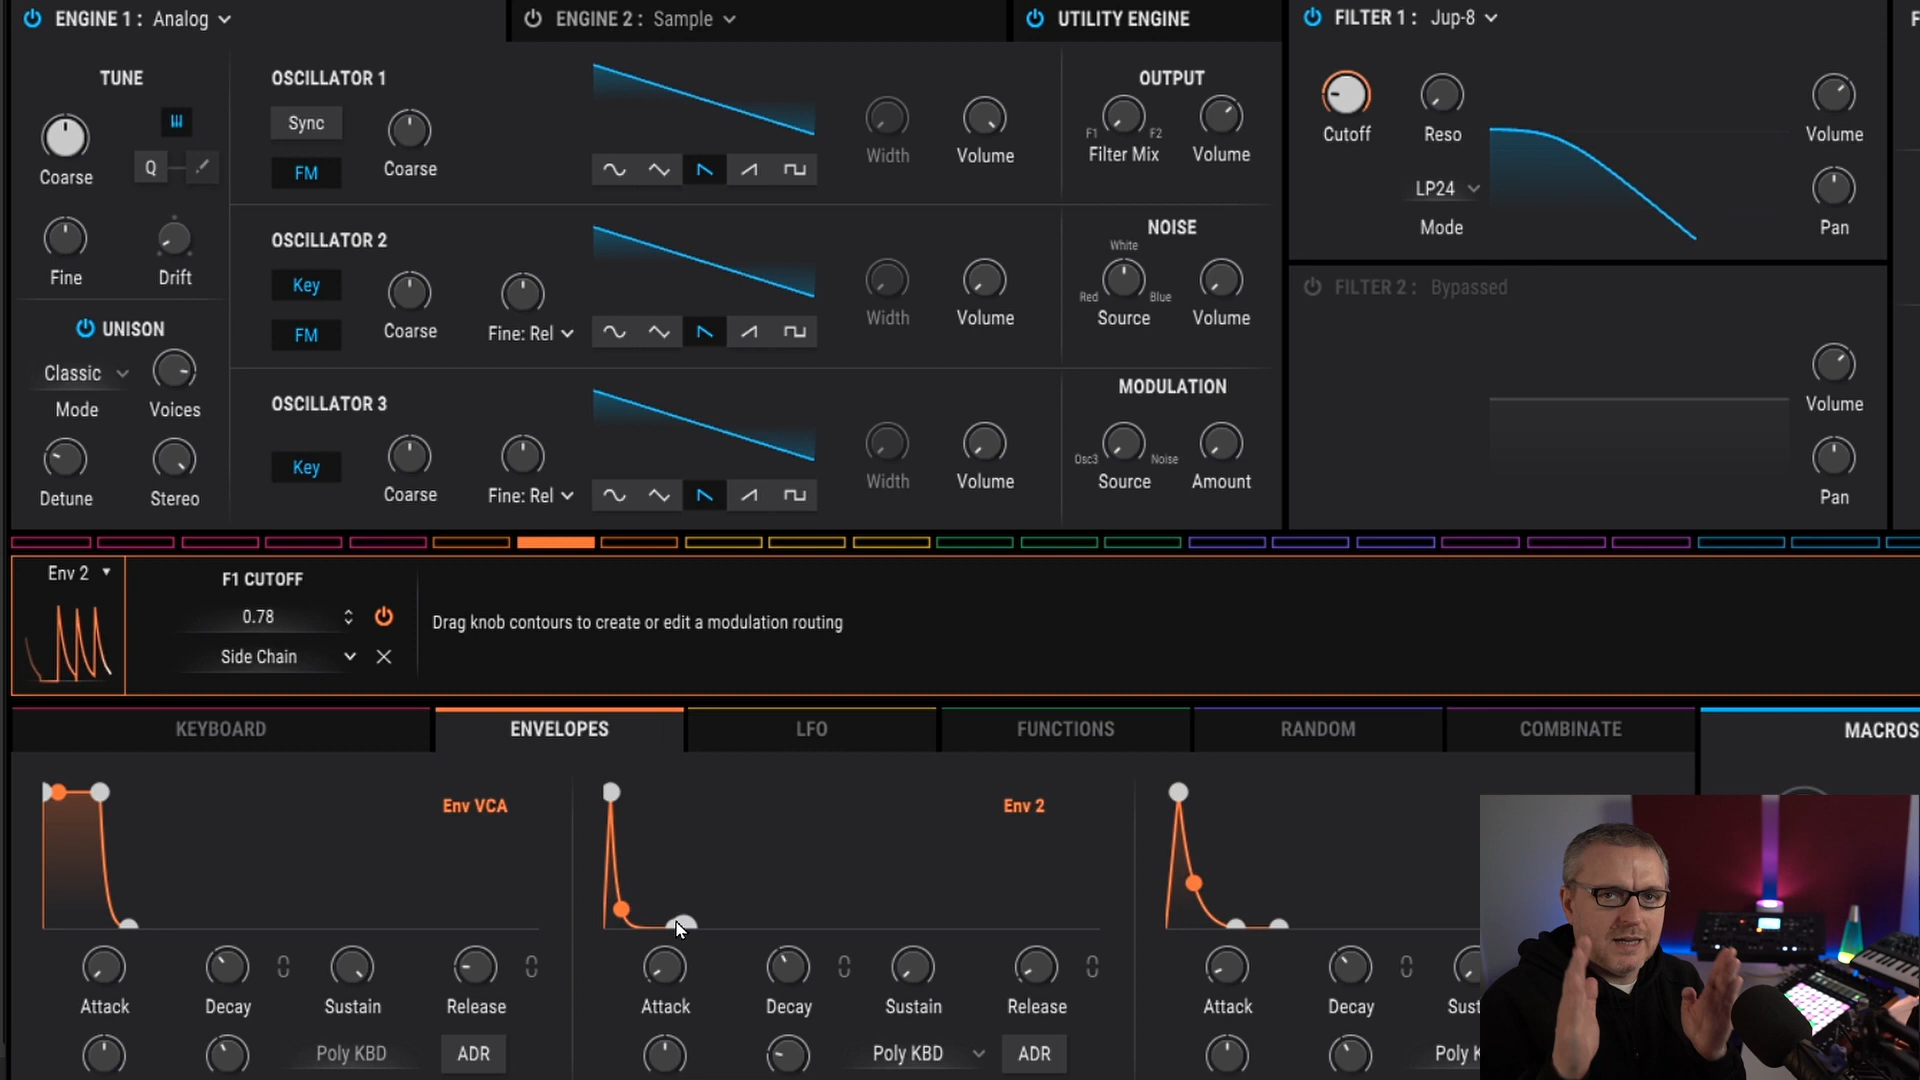 ENGINE 1 : Analog
ENGINE 2 : Sample
UTILITY ENGINE
FILTER 1 : Jup-8
F
TUNE
Coarse
Q
Fine
Drift
UNISON
Classic
Mode
Voices
Detune
Stereo
OSCILLATOR 1
Sync
FM
Coarse
Width
Volume
OSCILLATOR 2
Key
FM
Coarse
Fine: Rel
Width
Volume
OSCILLATOR 3
Key
Coarse
Fine: Rel
Width
Volume
OUTPUT
F1
F2
Filter Mix
Volume
NOISE
White
Red
Blue
Source
Volume
MODULATION
Osc3
Noise
Source
Amount
Cutoff
Reso
LP24
Mode
Volume
Pan
FILTER 2 : Bypassed
Volume
Pan
Env 2
F1 CUTOFF
0.78
Side Chain
Drag knob contours to create or edit a modulation routing
KEYBOARD
ENVELOPES
LFO
FUNCTIONS
RANDOM
COMBINATE
MACROS
Env VCA
Attack
Decay
Sustain
Release
Poly KBD
ADR
Env 2
Attack
Decay
Sustain
Release
Poly KBD
ADR
Attack
Decay
Sust
Poly K